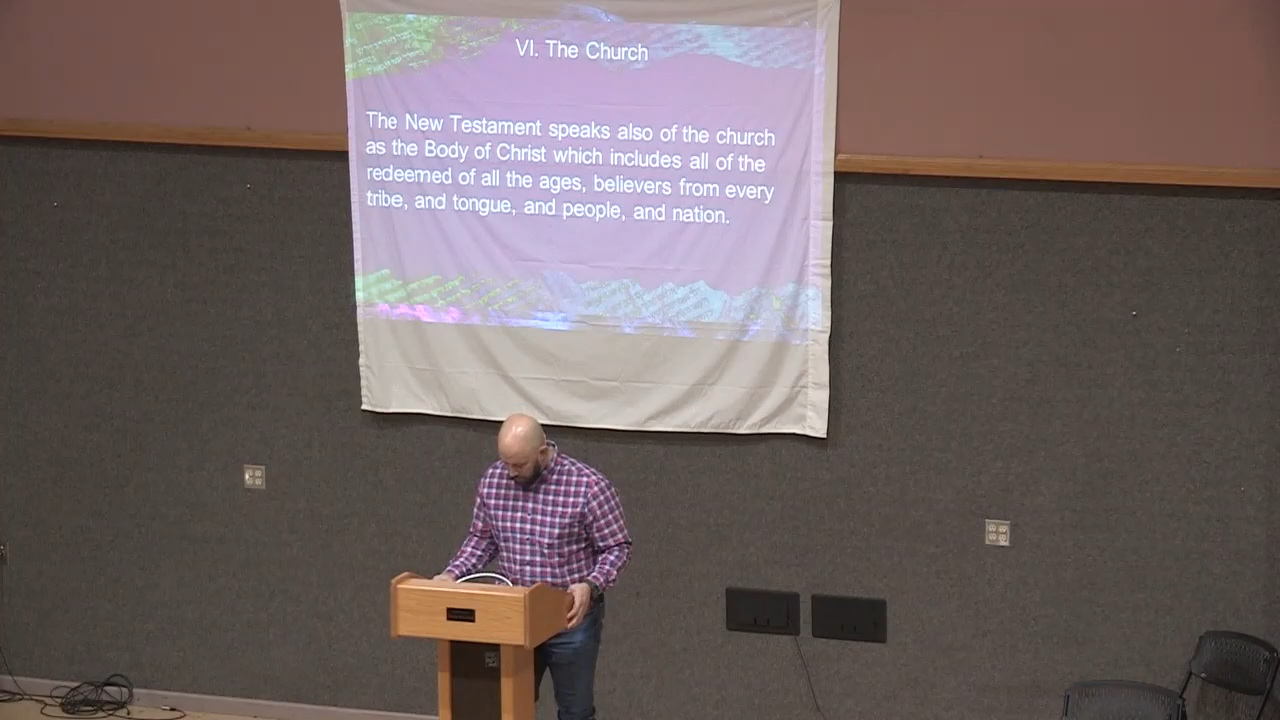 VI. The Church
The New Testament speaks also of the church
as the Body of Christ which includes all of the
redeemed of all the ages, believers from every
tribe, and tongue, and people, and nation.